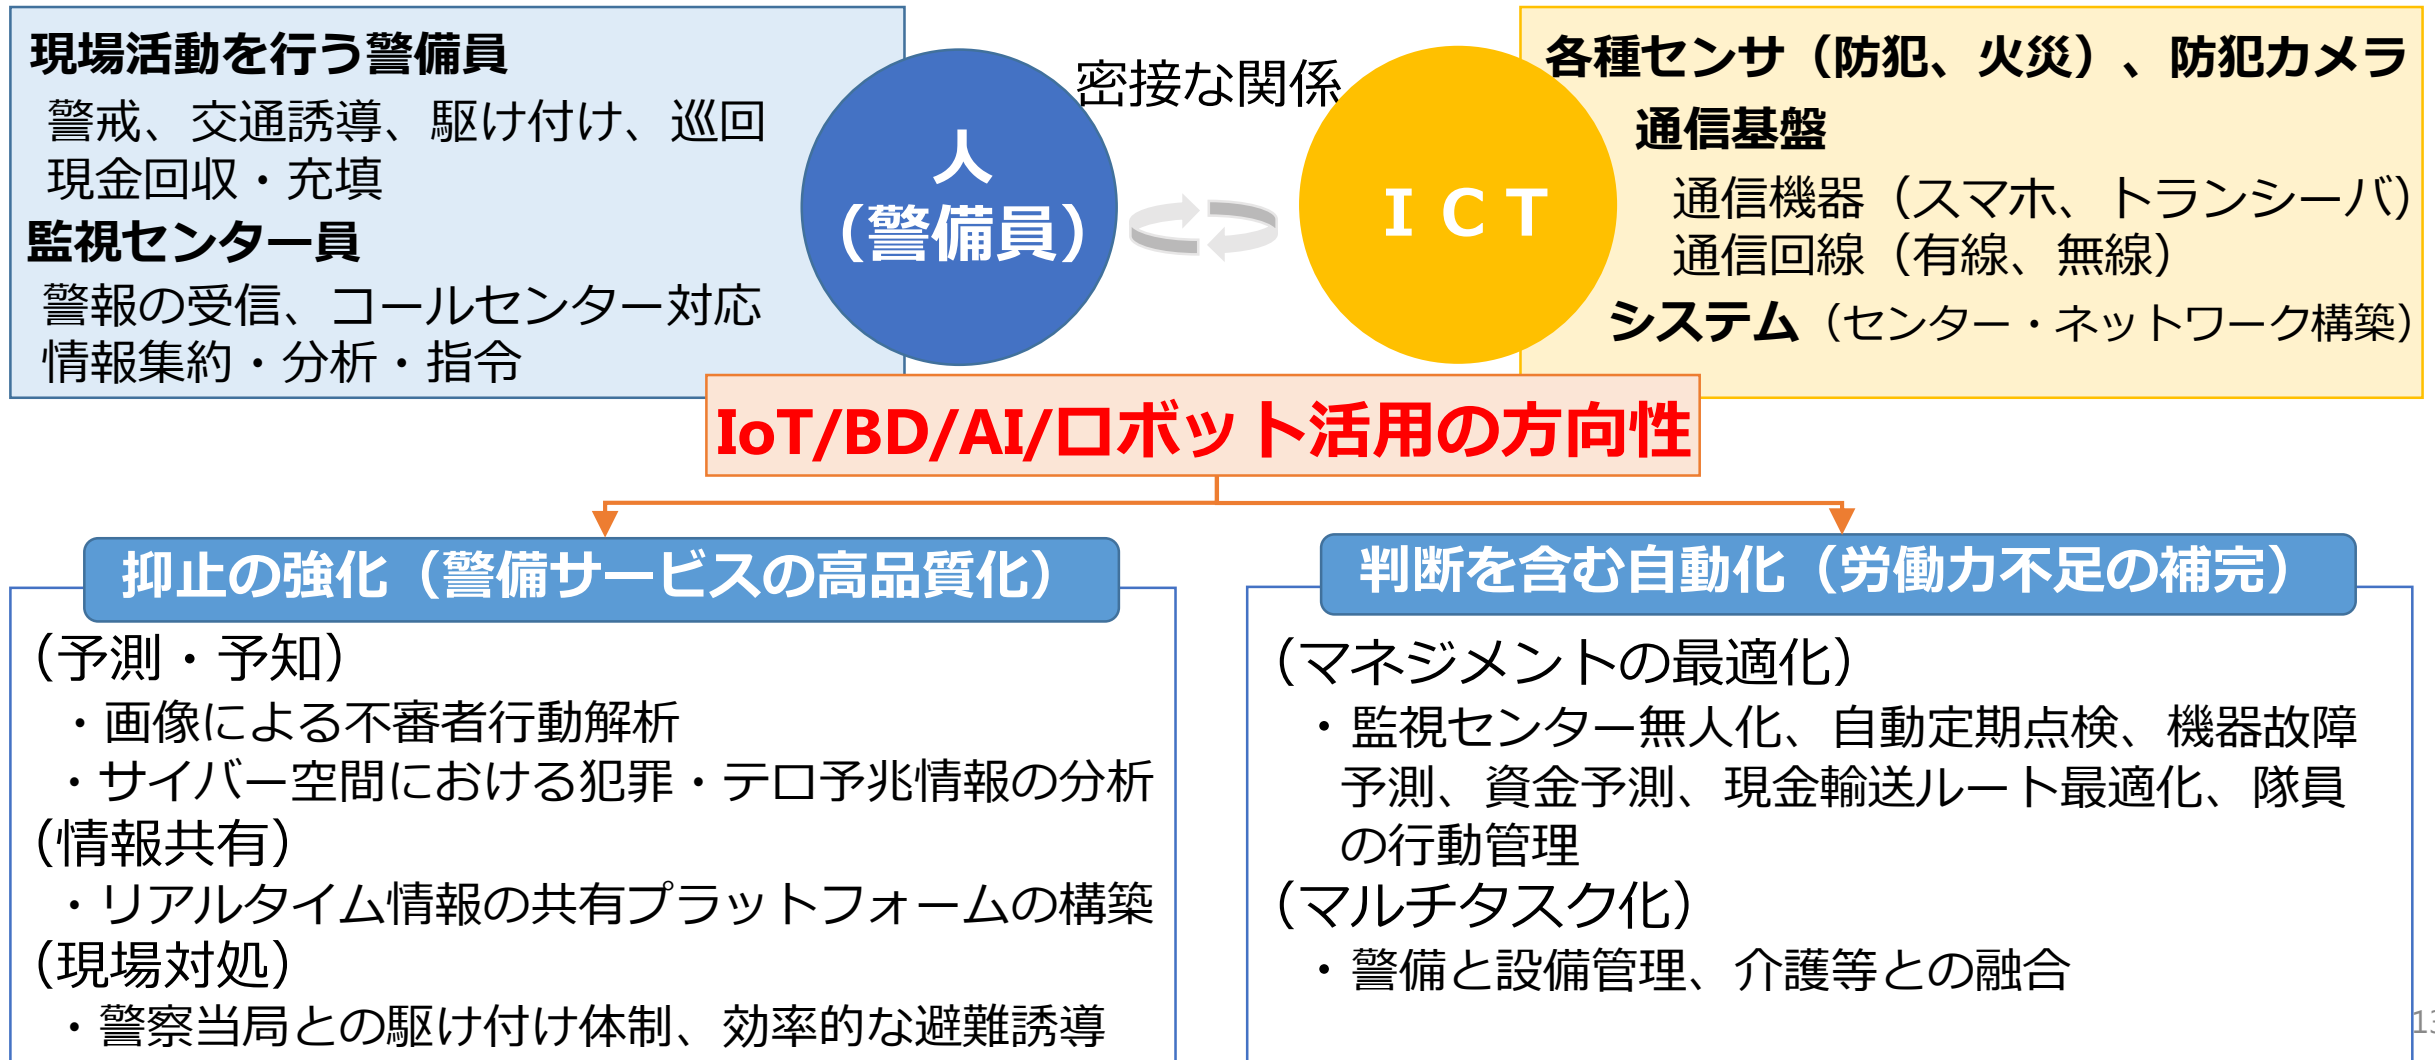 現場活動を行う警備員
警戒、交通誘導、駆け付け、巡回
現金回収・充填
監視センター員
警報の受信、コールセンター対応
情報集約・分析・指令
人
（警備員）
密接な関係
ＩＣＴ
各種センサ（防犯、火災）、防犯カメラ
通信基盤
通信機器（スマホ、トランシーバ）
通信回線（有線、無線）
システム（センター・ネットワーク構築）
IoT/BD/AI/ロボット活用の方向性
抑止の強化（警備サービスの高品質化）
（予測・予知）
・画像による不審者行動解析
・サイバー空間における犯罪・テロ予兆情報の分析
（情報共有）
・リアルタイム情報の共有プラットフォームの構築
（現場対処）
・警察当局との駆け付け体制、効率的な避難誘導
判断を含む自動化（労働力不足の補完）
（マネジメントの最適化）
・監視センター無人化、自動定期点検、機器故障
予測、資金予測、現金輸送ルート最適化、隊員
の行動管理
（マルチタスク化）
・警備と設備管理、介護等との融合
13